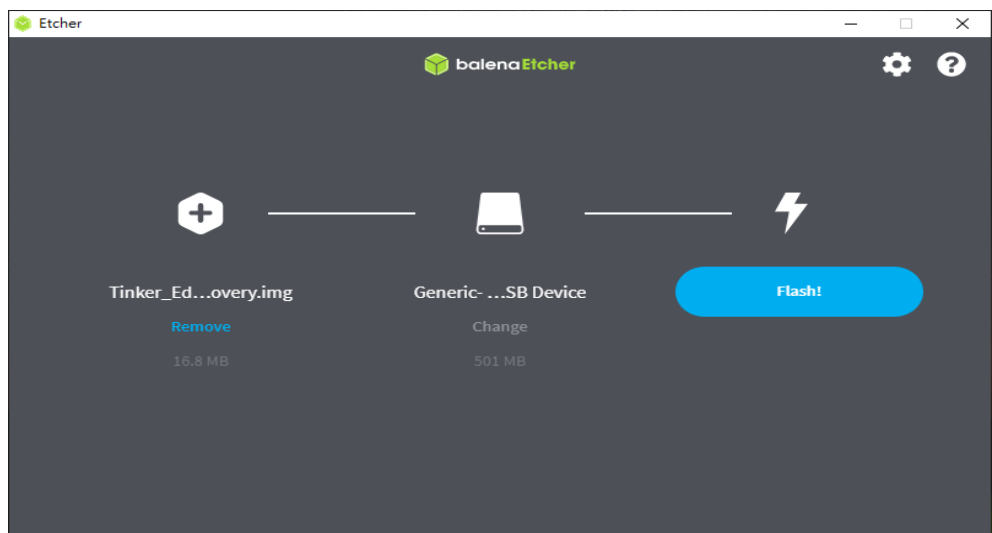 Etcher
balenaEtcher
Tinker_Ed...overy.img
Generic- ...SB Device
Flash!
Remove
Change
16.8 MB
501 MB